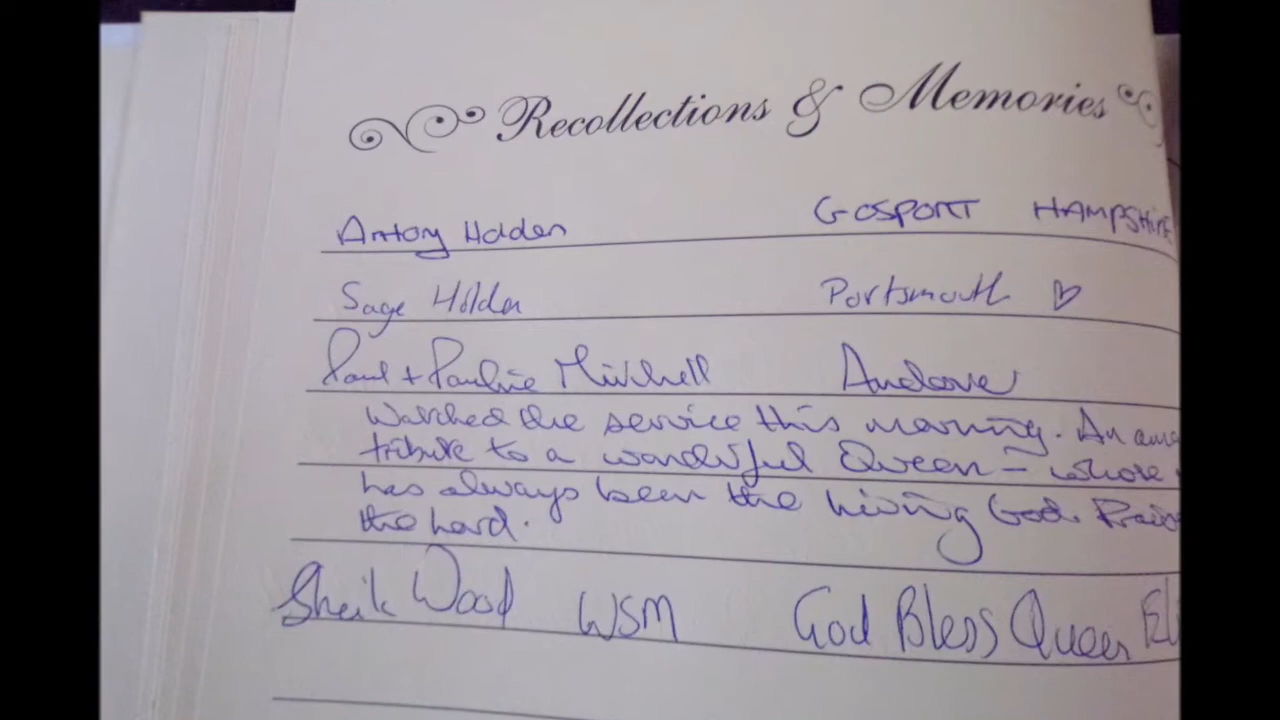 Recollections & Memories
Antony Holden GOSPORT HAMPSHIRE
Sage Holden Portsmouth
Paul + Pauline Mitchell Andover
Watched the service this morning. An
tribute to a wonderful Queen - whose
has always been the living God. Praise
the Lord.
Wood WSM God Bless Queen Eli